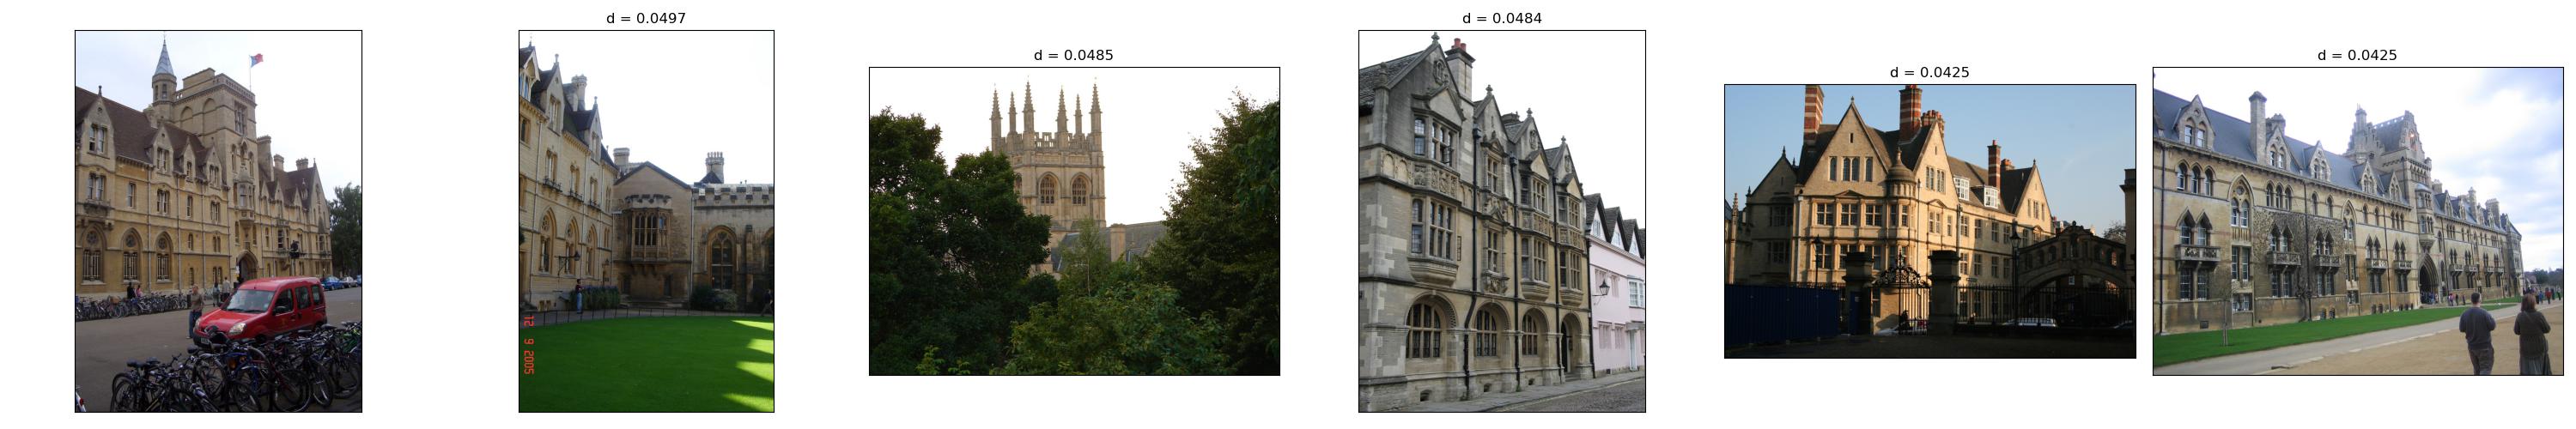 d = 0.0497
d = 0.0485
d = 0.0484
d = 0.0425
d = 0.0425
12 9 2005